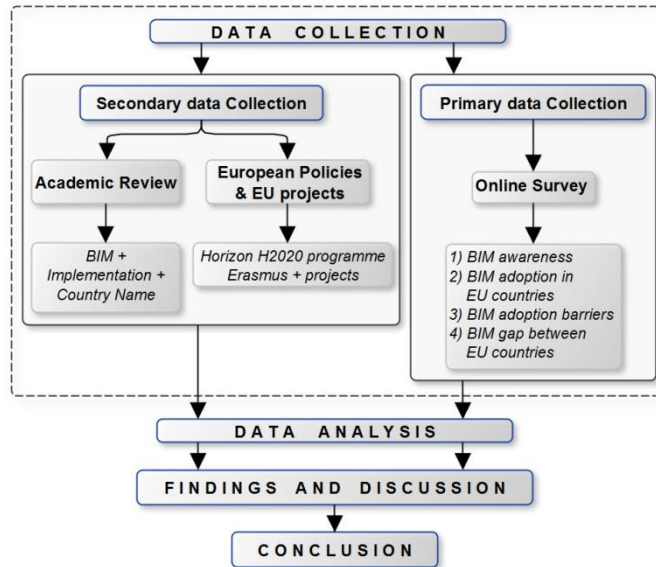 DATA COLLECTION
Secondary data Collection
Academic Review
European Policies
& EU projects
BIM +
Implementation +
Country Name
Horizon H2020 programme
Erasmus + projects
Primary data Collection
Online Survey
1) BIM awareness
2) BIM adoption in
EU countries
3) BIM adoption barriers
4) BIM gap between
EU countries
DATA ANALYSIS
FINDINGS AND DISCUSSION
CONCLUSION